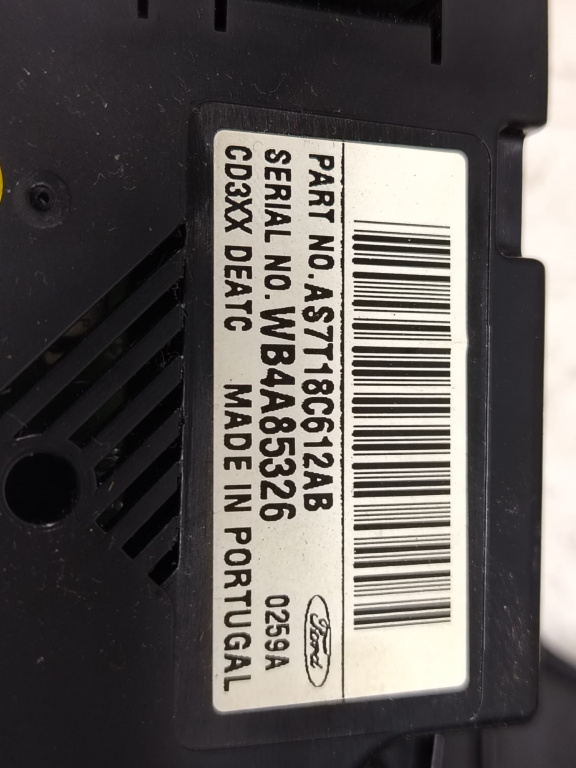 PART NO. AS7T18C612AB
SERIAL NO. WB4A85326 0259A
CD3XX DEATC MADE IN PORTUGAL
Ford